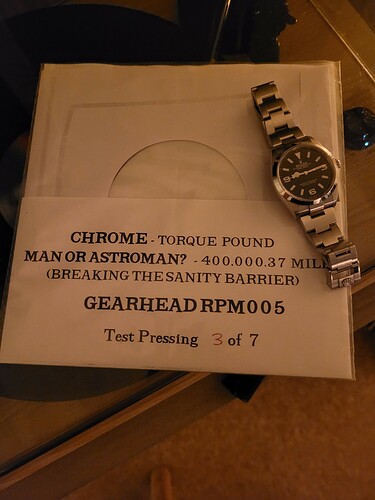 CHROME - TORQUE POUND
MAN OR ASTROMAN? - 400.000.37 MIL
(BREAKING THE SANITY BARRIER)
GEARHEAD RPM005
Test Pressing 3 of 7